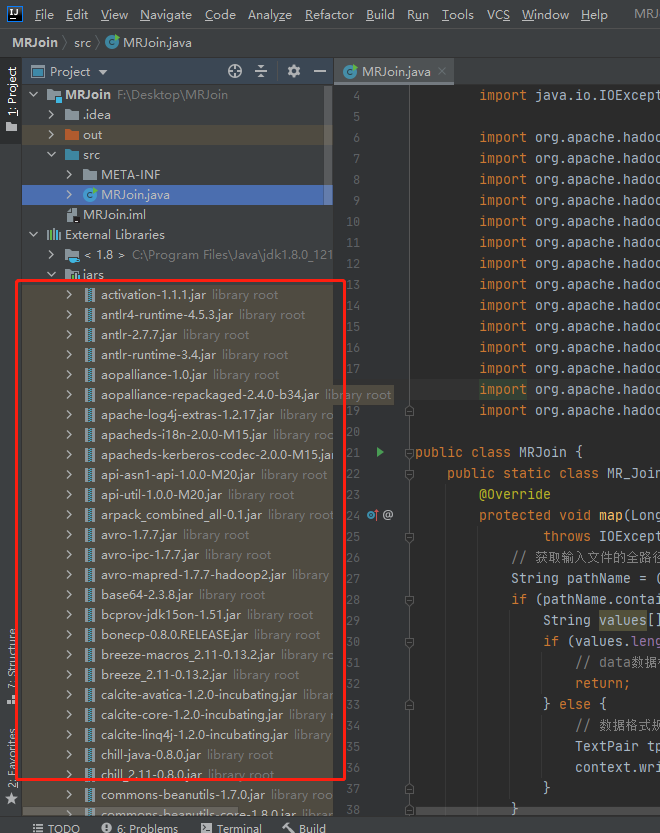 File Edit View Navigate Code Analyze Refactor Build Run Tools VCS Window Help MRJ
MRJoin src MRJoin.java
1: Project
Project
MRJoin.java
MRJoin F:\Desktop\MRJoin
.idea
out
src
META-INF
MRJoin.java
MRJoin.iml
External Libraries
< 1.8 > C:\Program Files\Java\jdk1.8.0_121
jars
activation-1.1.1.jar library root
antlr4-runtime-4.5.3.jar library root
antlr-2.7.7.jar library root
antlr-runtime-3.4.jar library root
aopalliance-1.0.jar library root
aopalliance-repackaged-2.4.0-b34.jar library root
apache-log4j-extras-1.2.17.jar library ro
apacheds-i18n-2.0.0-M15.jar library root
apacheds-kerberos-codec-2.0.0-M15.jar
api-asn1-api-1.0.0-M20.jar library root
api-util-1.0.0-M20.jar library root
arpack_combined_all-0.1.jar library root
avro-1.7.7.jar library root
avro-ipc-1.7.7.jar library root
avro-mapred-1.7.7-hadoop2.jar library
base64-2.3.8.jar library root
bcprov-jdk15on-1.51.jar library root
bonecp-0.8.0.RELEASE.jar library root
breeze-macros_2.11-0.13.2.jar library root
breeze_2.11-0.13.2.jar library root
calcite-avatica-1.2.0-incubating.jar library
calcite-core-1.2.0-incubating.jar library ro
calcite-linq4j-1.2.0-incubating.jar library
chill-java-0.8.0.jar library root
chill_2.11-0.8.0.jar library root
commons-beanutils-1.7.0.jar library root
commons-beanutils-core-1.8.0.jar library
7: Structure
2: Favorites
4 import java.io.IOExcept
5
6 import org.apache.hadoo
7 import org.apache.hadoo
8 import org.apache.hadoo
9 import org.apache.hadoo
10 import org.apache.hadoo
11 import org.apache.hadoo
12 import org.apache.hadoo
13 import org.apache.hadoo
14 import org.apache.hadoo
15 import org.apache.hadoo
16 import org.apache.hadoo
17 import org.apache.hadoo
import org.apache.hadoo
19 import org.apache.hadoo
20
21 public class MRJoin {
22 public static class MR_Join
23 @Override
24 protected void map(Long
25 throws IOExcept
26 // 获取输入文件的全路径
27 String pathName = (
28 if (pathName.contai
29 String values[]
30 if (values.leng
31 // data数据
32 return;
33 } else {
34 // 数据格式规
35 TextPair tp
36 context.wri
37 }
38 }
TODO 6: Problems Terminal Build